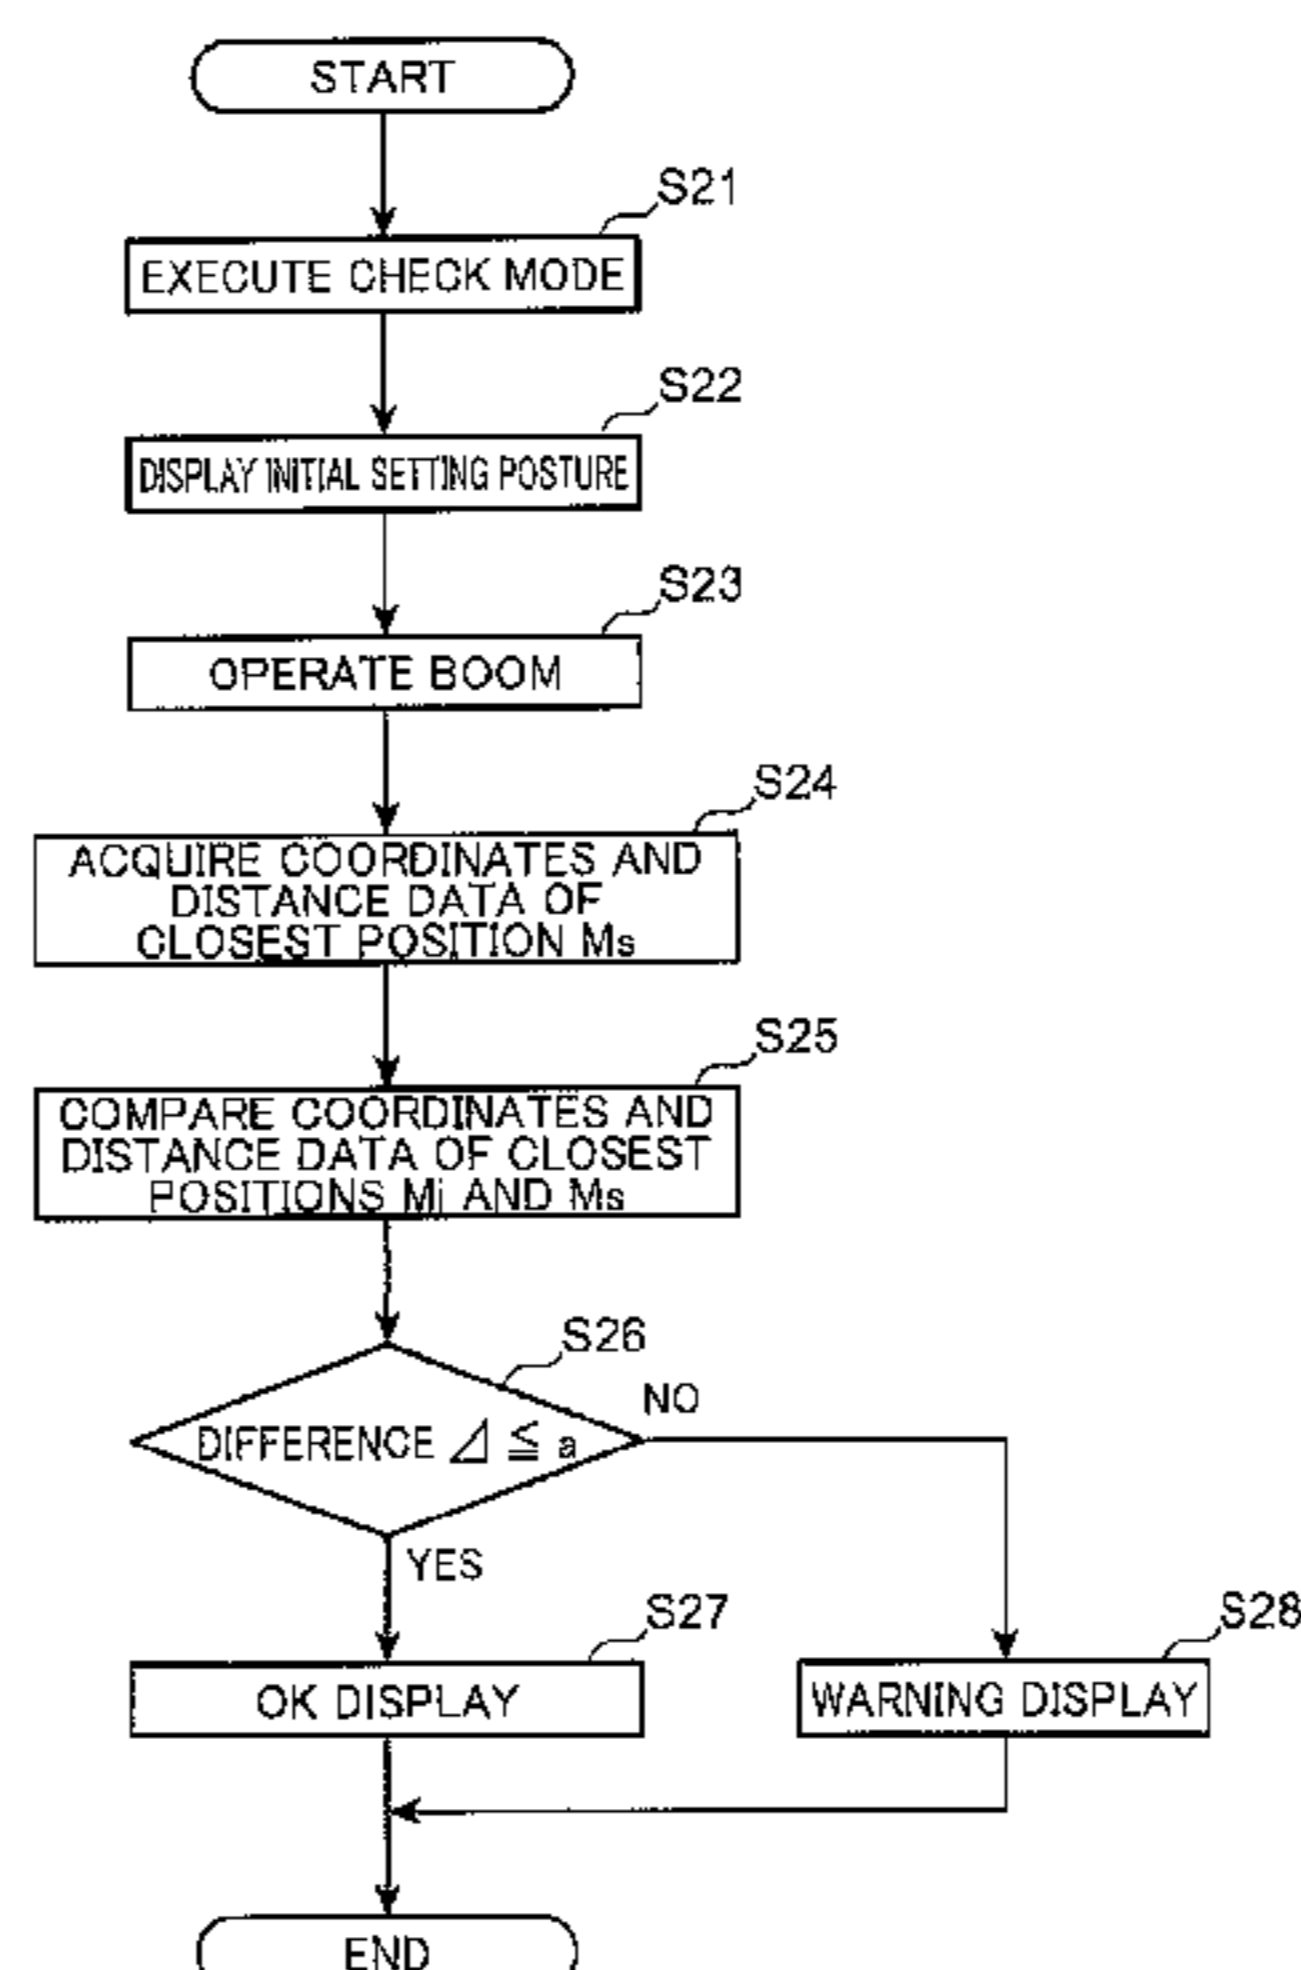 START
S21
EXECUTE CHECK MODE
S22
DISPLAY INITIAL SETTING POSTURE
S23
OPERATE BOOM
S24
ACQUIRE COORDINATES AND
DISTANCE DATA OF
CLOSEST POSITION Ms
S25
COMPARE COORDINATES AND
DISTANCE DATA OF CLOSEST
POSITIONS Mi AND Ms
S26
DIFFERENCE ⊿ ≦ a
NO
YES
S27
OK DISPLAY
S28
WARNING DISPLAY
END